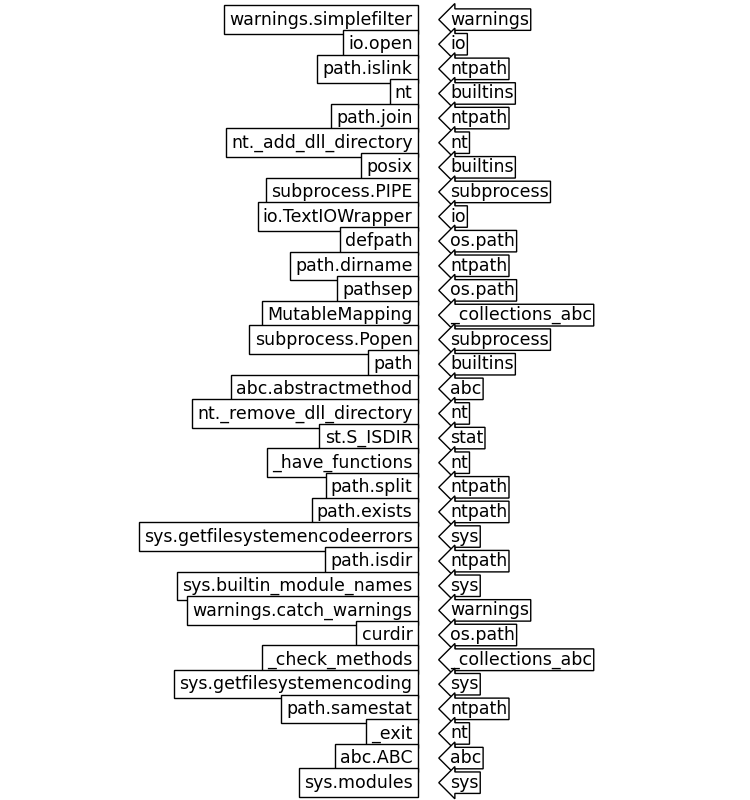 warnings.simplefilter warnings
io.open io
path.islink ntpath
nt builtins
path.join ntpath
nt._add_dll_directory nt
posix builtins
subprocess.PIPE subprocess
io.TextIOWrapper io
defpath os.path
path.dirname ntpath
pathsep os.path
MutableMapping _collections_abc
subprocess.Popen subprocess
path builtins
abc.abstractmethod abc
nt._remove_dll_directory nt
st.S_ISDIR stat
_have_functions nt
path.split ntpath
path.exists ntpath
sys.getfilesystemencodeerrors sys
path.isdir ntpath
sys.builtin_module_names sys
warnings.catch_warnings warnings
curdir os.path
_check_methods _collections_abc
sys.getfilesystemencoding sys
path.samestat ntpath
_exit nt
abc.ABC abc
sys.modules sys